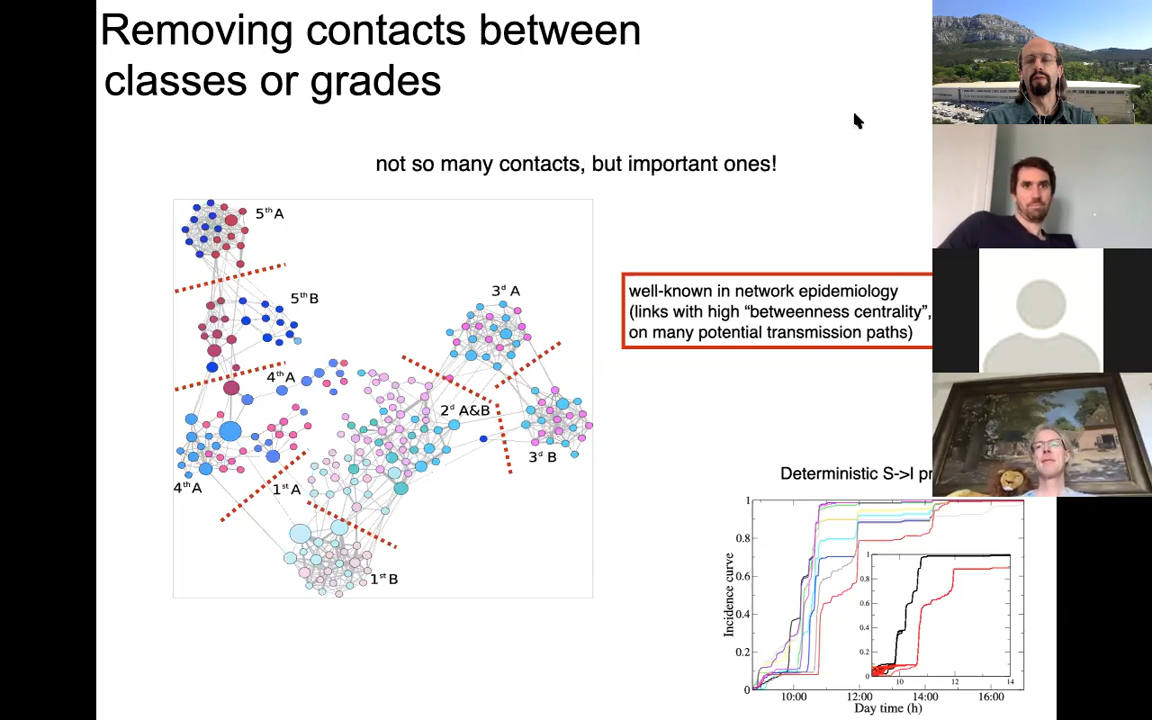 Removing contacts between
classes or grades
not so many contacts, but important ones!
5th A
5th B
4th A
3d A
2d A&B
3d B
4th A
1st A
1st B
well-known in network epidemiology
(links with high “betweenness centrality”,
on many potential transmission paths)
Deterministic S->I
Incidence curve
1
0.8
0.6
0.4
0.2
0
10:00
12:00
14:00
16:00
Day time (h)
1
0.8
0.6
0.4
0.2
0
10
12
14